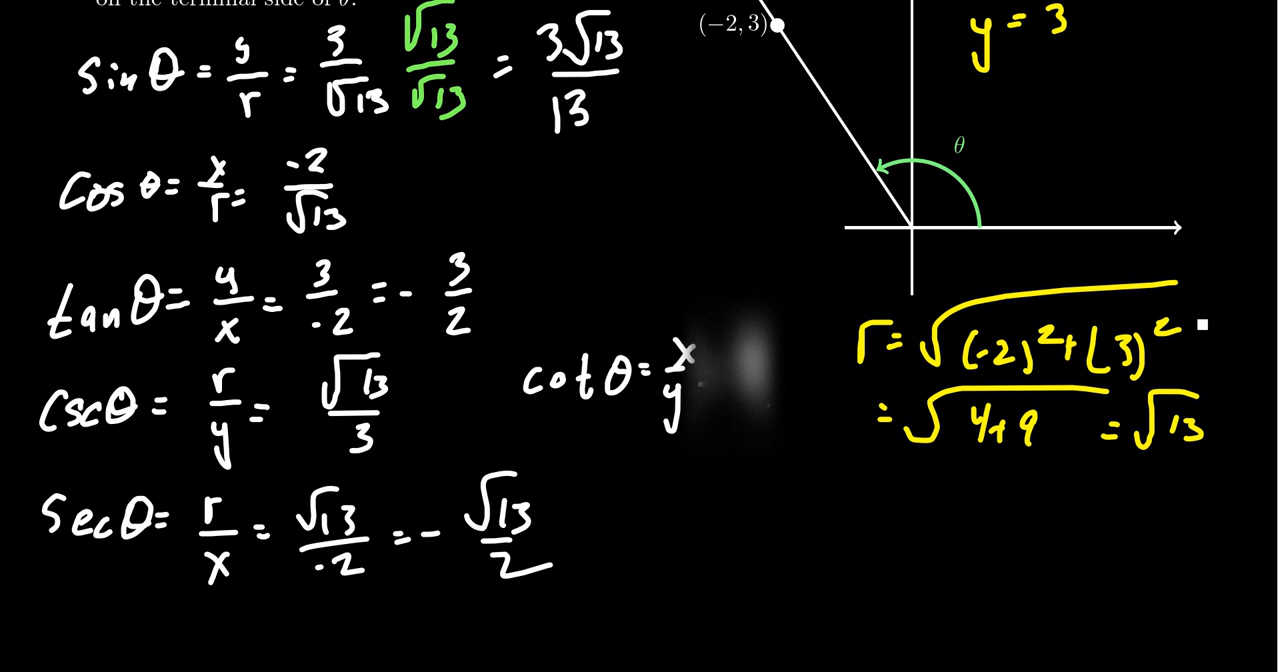 on the terminal side of θ.
sin θ = y/r = 3/√13 √13/√13 = 3√13/13
(-2, 3)
y = 3
θ
cos θ = x/r = -2/√13
tan θ = y/x = 3/-2 = - 3/2
r = √(-2)² + (3)²
= √4+9 = √13
csc θ = r/y = √13/3
cot θ = x/y
sec θ = r/x = √13/-2 = - √13/2